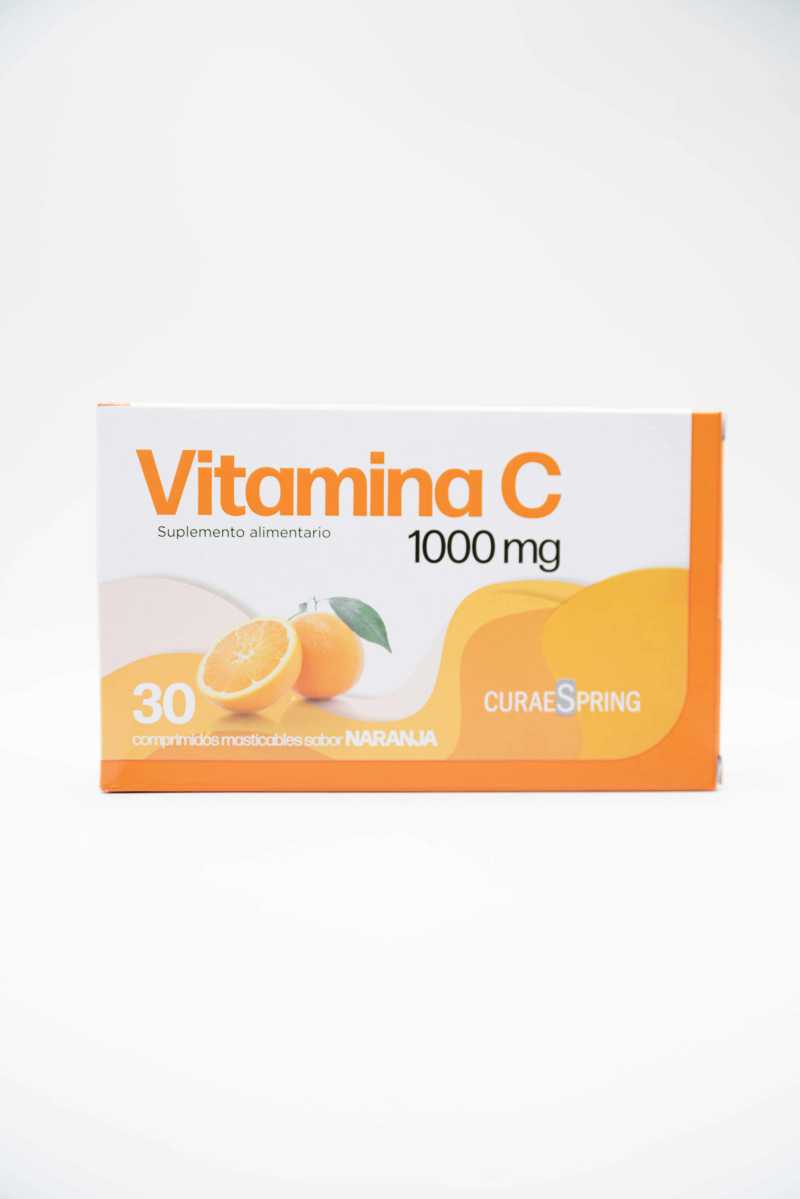 Vitamina C
Suplemento alimentario
1000 mg
30
comprimidos masticables sabor NARANJA
CURAESPRING